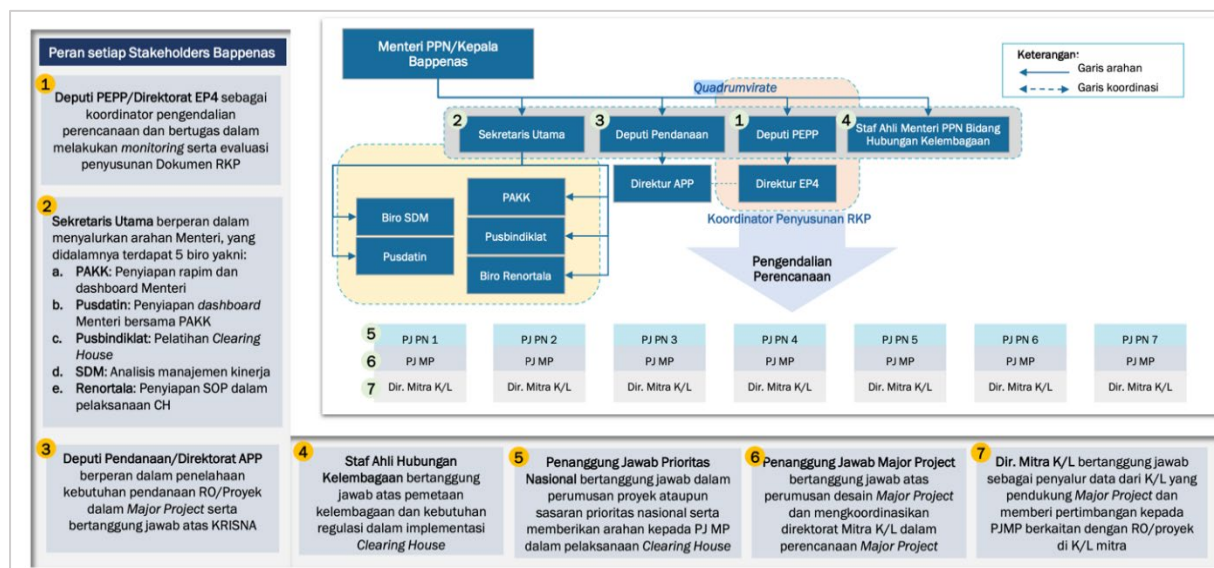 Peran setiap Stakeholders Bappenas
1
Deputi PEPP/Direktorat EP4 sebagai
koordinator pengendalian
perencanaan dan bertugas dalam
melakukan monitoring serta evaluasi
penyusunan Dokumen RKP
2
Sekretaris Utama berperan dalam
menyalurkan arahan Menteri, yang
didalamnya terdapat 5 biro yakni:
a. PAKK: Penyiapan rapim dan
dashboard Menteri
b. Pusdatin: Penyiapan dashboard
Menteri bersama PAKK
c. Pusbindiklat: Pelatihan Clearing
House
d. SDM: Analisis manajemen kinerja
e. Renortala: Penyiapan SOP dalam
pelaksanaan CH
3
Deputi Pendanaan/Direktorat APP
berperan dalam penelahaan
kebutuhan pendanaan RO/Proyek
dalam Major Project serta
bertanggung jawab atas KRISNA
Menteri PPN/Kepala
Bappenas
Keterangan:
Garis arahan
Garis koordinasi
Quadrumvirate
2
Sekretaris Utama
3
Deputi Pendanaan
1
Deputi PEPP
4
Staf Ahli Menteri PPN Bidang
Hubungan Kelembagaan
Direktur APP
Direktur EP4
Koordinator Penyusunan RKP
Biro SDM
Pusdatin
PAKK
Pusbindiklat
Biro Renortala
Pengendalian
Perencanaan
5 PJ PN 1 PJ PN 2 PJ PN 3 PJ PN 4 PJ PN 5 PJ PN 6 PJ PN 7
6 PJ MP PJ MP PJ MP PJ MP PJ MP PJ MP PJ MP
7 Dir. Mitra K/L Dir. Mitra K/L Dir. Mitra K/L Dir. Mitra K/L Dir. Mitra K/L Dir. Mitra K/L Dir. Mitra K/L
4
Staf Ahli Hubungan
Kelembagaan bertanggung
jawab atas pemetaan
kelembagaan dan kebutuhan
regulasi dalam implementasi
Clearing House
5
Penanggung Jawab Prioritas
Nasional bertanggung jawab dalam
perumusan proyek ataupun
sasaran prioritas nasional serta
memberikan arahan kepada PJ MP
dalam pelaksanaan Clearing House
6
Penanggung Jawab Major Project
bertanggung jawab atas
perumusan desain Major Project
dan mengkoordinasikan
direktorat Mitra K/L dalam
perencanaan Major Project
7
Dir. Mitra K/L bertanggung jawab
sebagai penyalur data dari K/L yang
pendukung Major Project dan
memberi pertimbangan kepada
PJMP berkaitan dengan RO/proyek
di K/L mitra